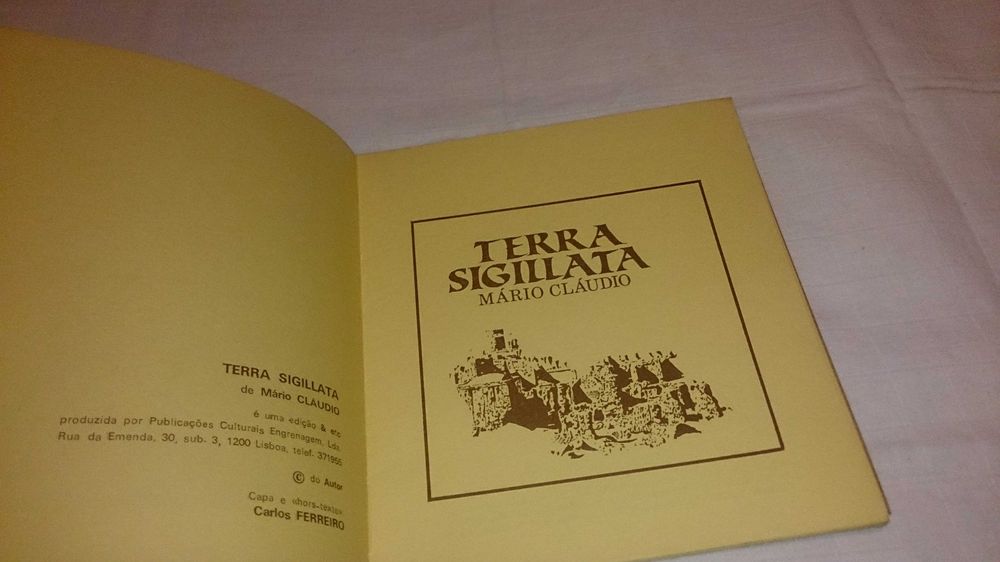 TERRA SIGILLATA
de Mário CLÁUDIO
é uma edição & etc
produzida por Publicações Culturais Engrenagem, Lda.
Rua da Emenda, 30, sub. 3, 1200 Lisboa, telef. 371955
© do Autor
Capa e «hors-texte»
Carlos FERREIRO
TERRA
SIGILLATA
MÁRIO CLÁUDIO